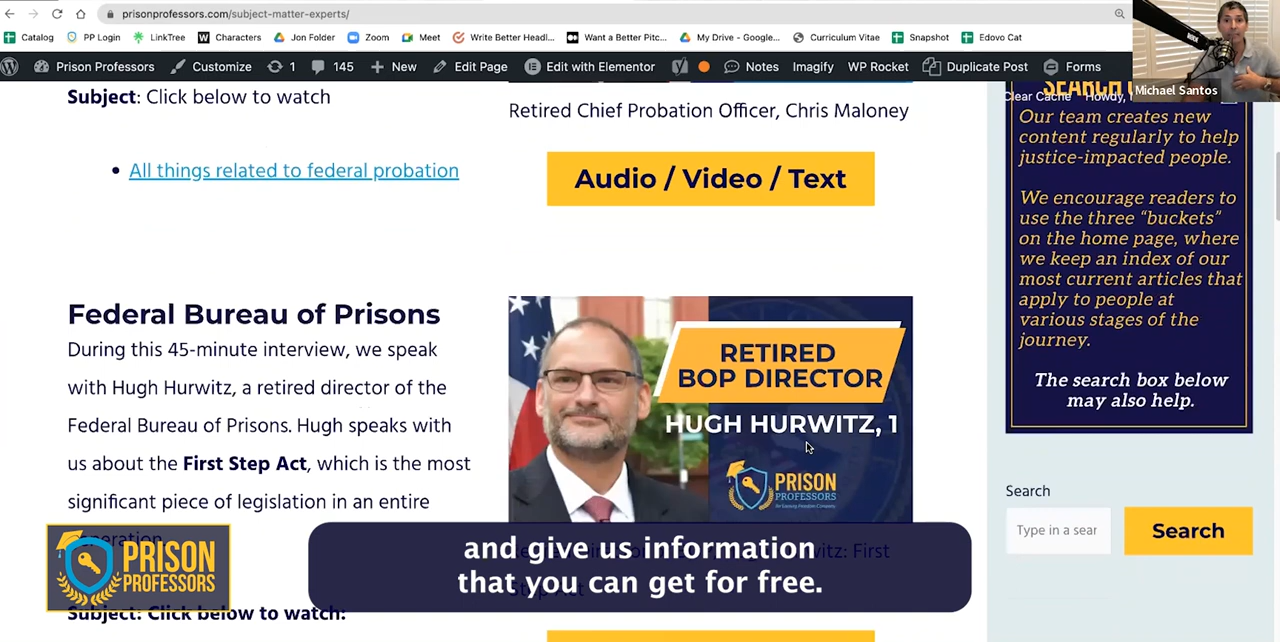 prisonprofessors.com/subject-matter-experts/
Catalog
PP Login
LinkTree
Characters
Jon Folder
Zoom
Meet
Write Better Headl...
Want a Better Pitc...
My Drive - Google...
Curriculum Vitae
Snapshot
Edovo Cat
Prison Professors
Customize
1
145
New
Edit Page
Edit with Elementor
Notes
Imagify
WP Rocket
Duplicate Post
Forms
Clear Cache
Howdy,
Michael Santos
Subject: Click below to watch
All things related to federal probation
Retired Chief Probation Officer, Chris Maloney
Audio / Video / Text
Federal Bureau of Prisons
During this 45-minute interview, we speak
with Hugh Hurwitz, a retired director of the
Federal Bureau of Prisons. Hugh speaks with
us about the First Step Act, which is the most
significant piece of legislation in an entire
Subject: Click below to watch:
RETIRED
BOP DIRECTOR
HUGH HURWITZ, 1
PRISON
PROFESSORS
First
SEARCH
Our team creates new
content regularly to help
justice-impacted people.
We encourage readers to
use the three “buckets”
on the home page, where
we keep an index of our
most current articles that
apply to people at
various stages of the
journey.
The search box below
may also help.
Search
Type in a sear
Search
PRISON
PROFESSORS
and give us information
that you can get for free.